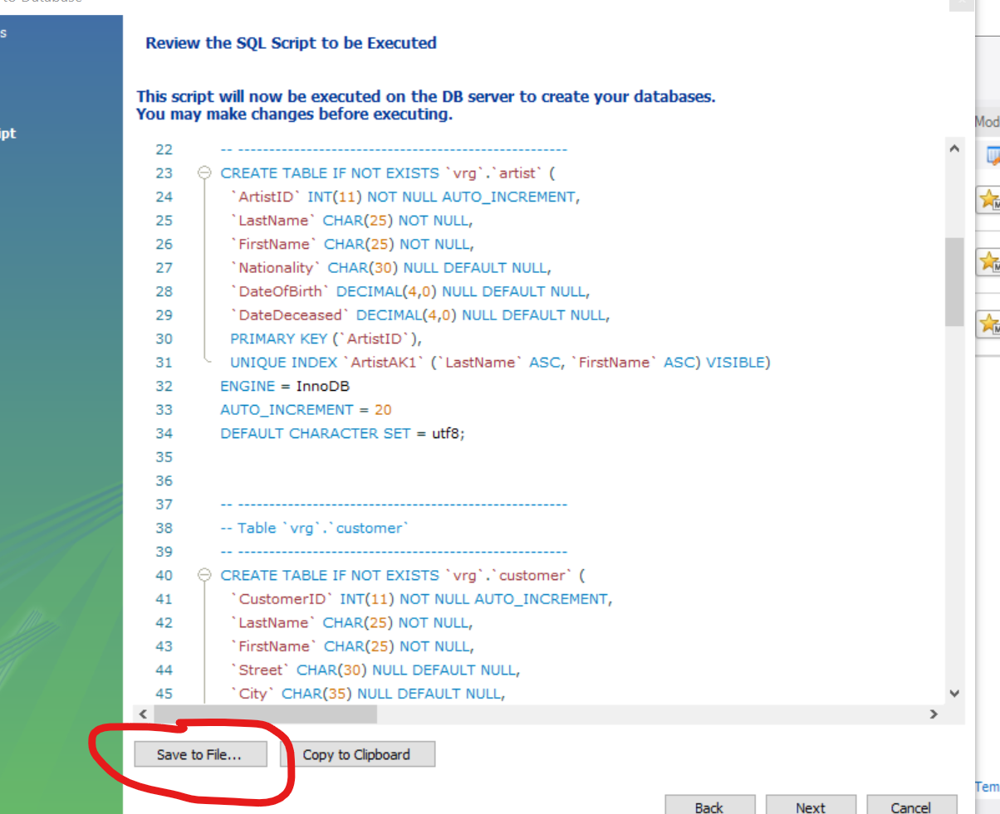 to Database
s
ipt
Review the SQL Script to be Executed
This script will now be executed on the DB server to create your databases.
You may make changes before executing.
22 -- -----------------------------------------------------
23 CREATE TABLE IF NOT EXISTS `vrg`.`artist` (
24 `ArtistID` INT(11) NOT NULL AUTO_INCREMENT,
25 `LastName` CHAR(25) NOT NULL,
26 `FirstName` CHAR(25) NOT NULL,
27 `Nationality` CHAR(30) NULL DEFAULT NULL,
28 `DateOfBirth` DECIMAL(4,0) NULL DEFAULT NULL,
29 `DateDeceased` DECIMAL(4,0) NULL DEFAULT NULL,
30 PRIMARY KEY (`ArtistID`),
31 UNIQUE INDEX `ArtistAK1` (`LastName` ASC, `FirstName` ASC) VISIBLE)
32 ENGINE = InnoDB
33 AUTO_INCREMENT = 20
34 DEFAULT CHARACTER SET = utf8;
35
36
37 -- -----------------------------------------------------
38 -- Table `vrg`.`customer`
39 -- -----------------------------------------------------
40 CREATE TABLE IF NOT EXISTS `vrg`.`customer` (
41 `CustomerID` INT(11) NOT NULL AUTO_INCREMENT,
42 `LastName` CHAR(25) NOT NULL,
43 `FirstName` CHAR(25) NOT NULL,
44 `Street` CHAR(30) NULL DEFAULT NULL,
45 `City` CHAR(35) NULL DEFAULT NULL,
Save to File...
Copy to Clipboard
Back
Next
Cancel
Mod
Tem